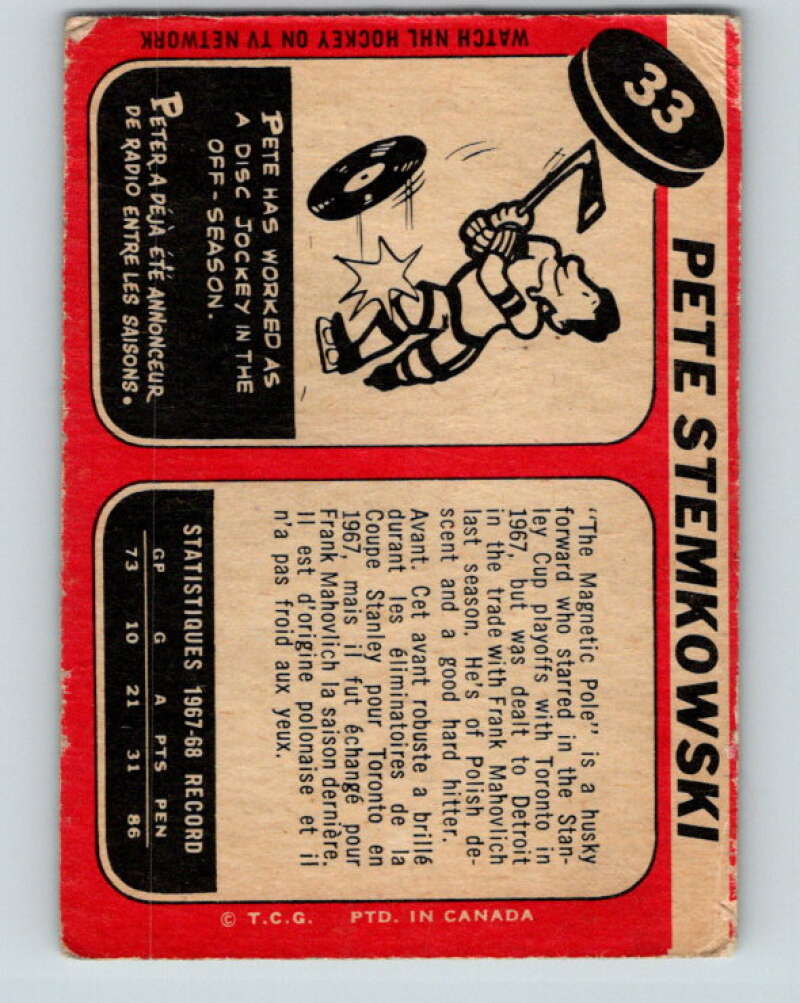 33
PETE STEMKOWSKI
WATCH NHL HOCKEY ON TV NETWORK
PETE HAS WORKED AS
A DISC JOCKEY IN THE
OFF-SEASON.
PETER A DÉJÀ ÉTÉ ANNONCEUR
DE RADIO ENTRE LES SAISONS.
"The Magnetic Pole" is a husky
forward who starred in the Stan-
ley Cup playoffs with Toronto in
1967, but was dealt to Detroit
in the trade with Frank Mahovlich
last season. He's of Polish de-
scent and a good hard hitter.
Avant. Cet avant robuste a brillé
durant les éliminatoires de la
Coupe Stanley pour Toronto en
1967, mais il fut échangé pour
Frank Mahovlich la saison dernière.
Il est d'origine polonaise et il
n'a pas froid aux yeux.
STATISTIQUES 1967-68 RECORD
GP G A PTS PEN
73 10 21 31 86
© T.C.G. PTD. IN CANADA